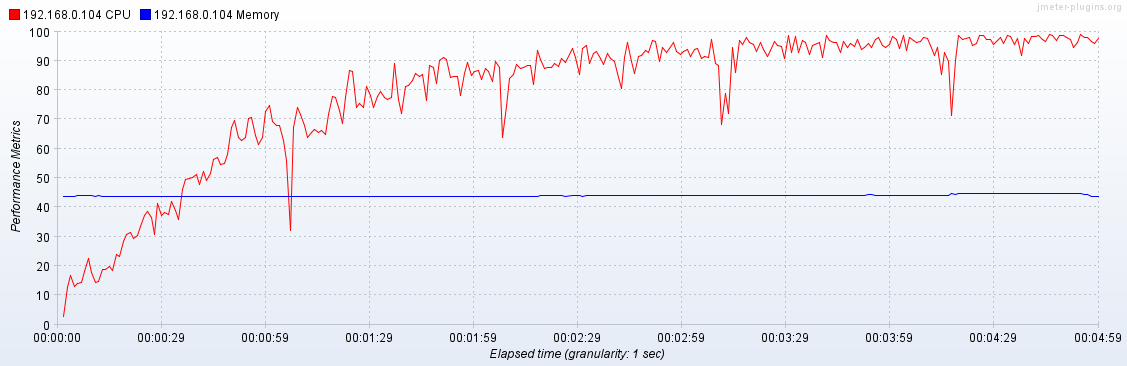 jmeter-plugins.org
192.168.0.104 CPU 192.168.0.104 Memory
100
90
80
70
60
50
40
30
20
10
0
Performance Metrics
00:00:00 00:00:29 00:00:59 00:01:29 00:01:59 00:02:29 00:02:59 00:03:29 00:03:59 00:04:29 00:04:59
Elapsed time (granularity: 1 sec)